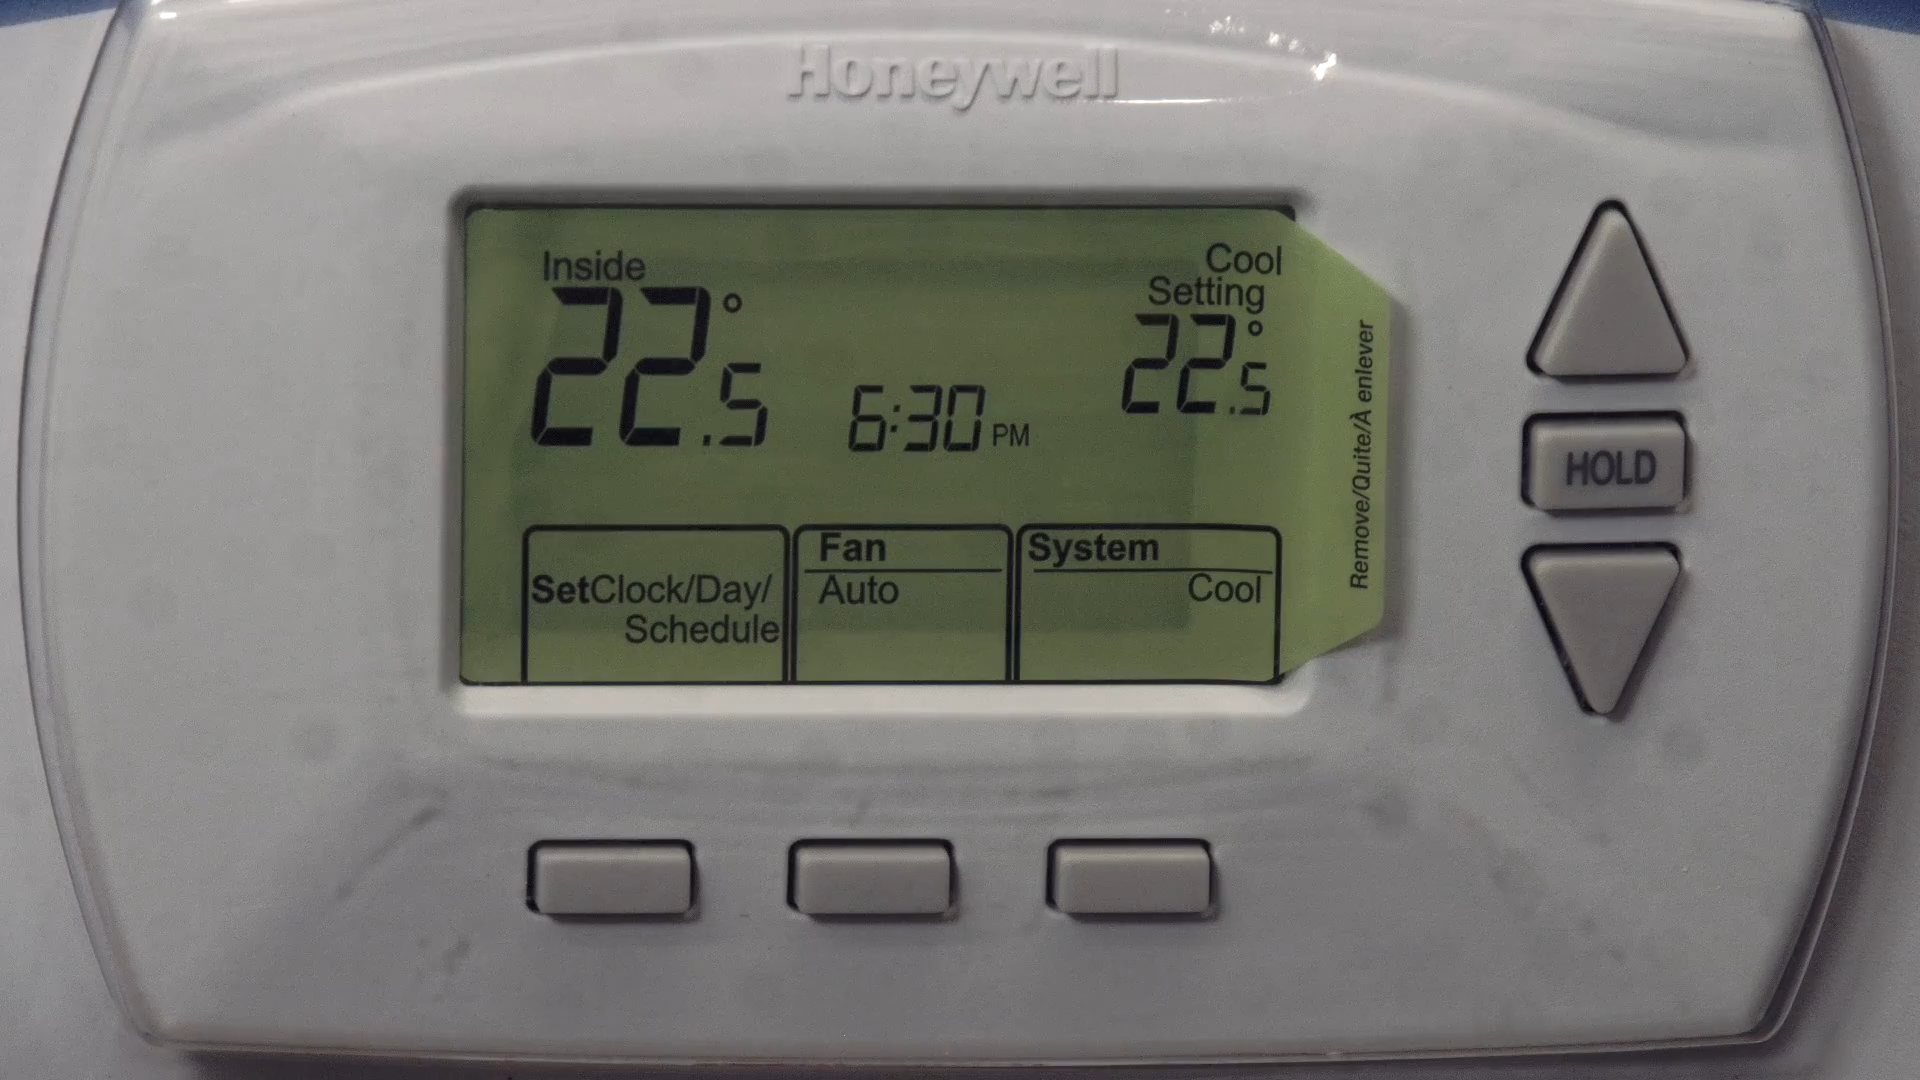 Honeywell
Inside
22.5°
6:30 PM
Cool
Setting
22.5°
Remove/Quite/À enlever
HOLD
SetClock/Day/
Schedule
Fan
Auto
System
Cool